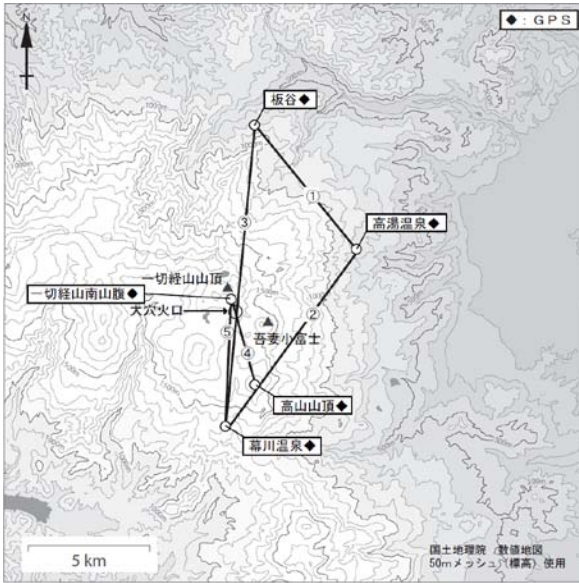 ◆:GPS
板谷◆
1000m
①
高湯温泉◆
③
一切経山山頂
一切経山南山腹◆
1500m
大穴火口
②
⑤
吾妻小富士
④
高山山頂◆
幕川温泉◆
5 km
国土地理院 数値地図
50mメッシュ(標高)使用